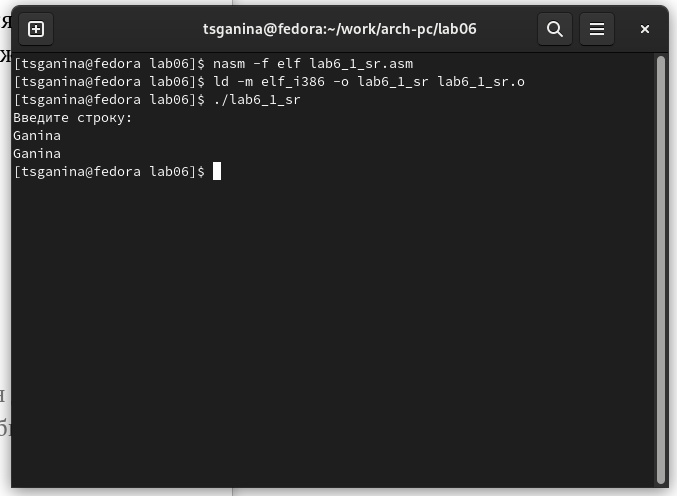 я
ж
tsganina@fedora:~/work/arch-pc/lab06
[tsganina@fedora lab06]$ nasm -f elf lab6_1_sr.asm
[tsganina@fedora lab06]$ ld -m elf_i386 -o lab6_1_sr lab6_1_sr.o
[tsganina@fedora lab06]$ ./lab6_1_sr
Введите строку:
Ganina
Ganina
[tsganina@fedora lab06]$